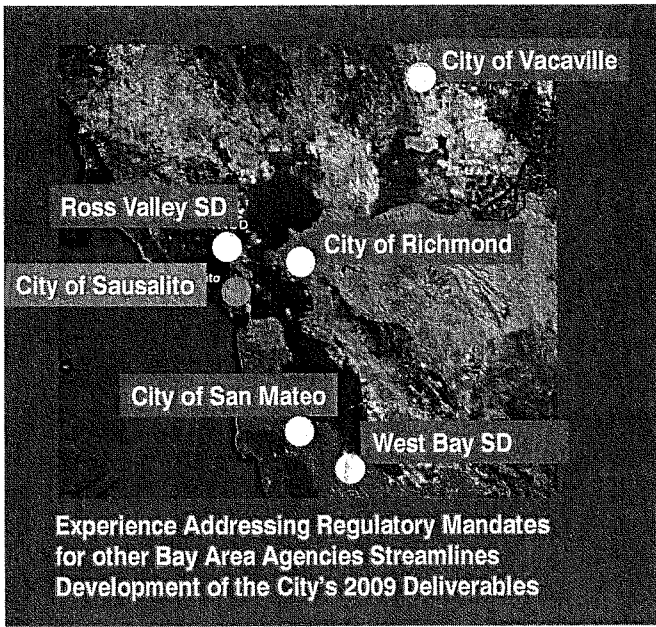 City of Vacaville
Ross Valley SD
City of Richmond
City of Sausalito
City of San Mateo
West Bay SD
Experience Addressing Regulatory Mandates
for other Bay Area Agencies Streamlines
Development of the City's 2009 Deliverables